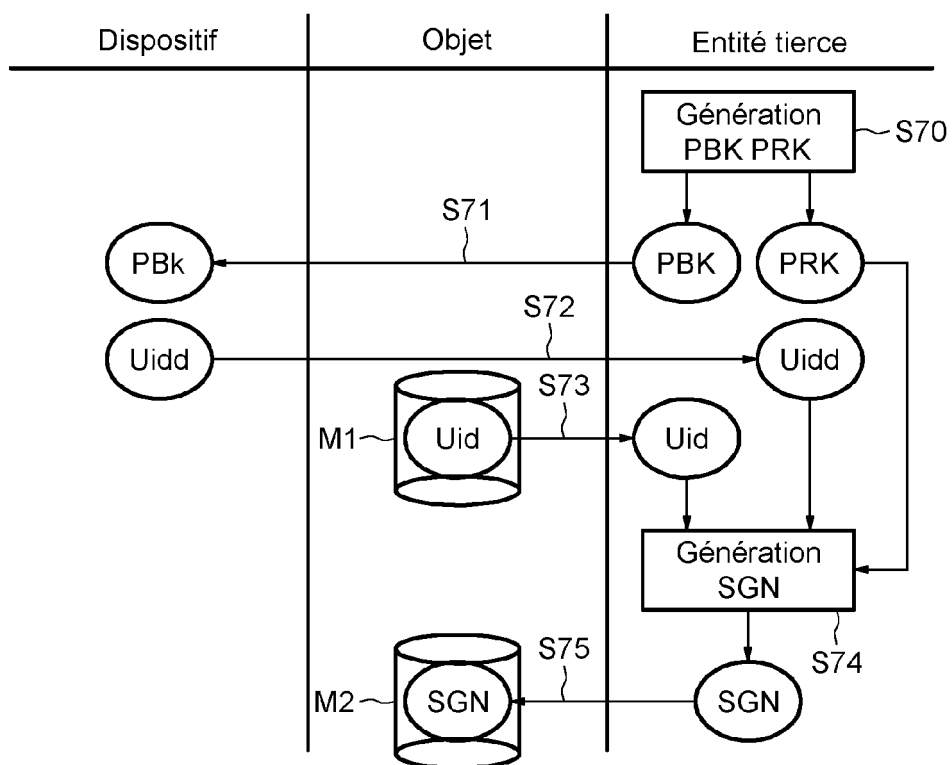 Dispositif
Objet
Entité tierce
Génération
PBK PRK
S70
S71
PBk
PBK
PRK
S72
Uidd
Uidd
S73
M1
Uid
Uid
Génération
SGN
S74
S75
M2
SGN
SGN